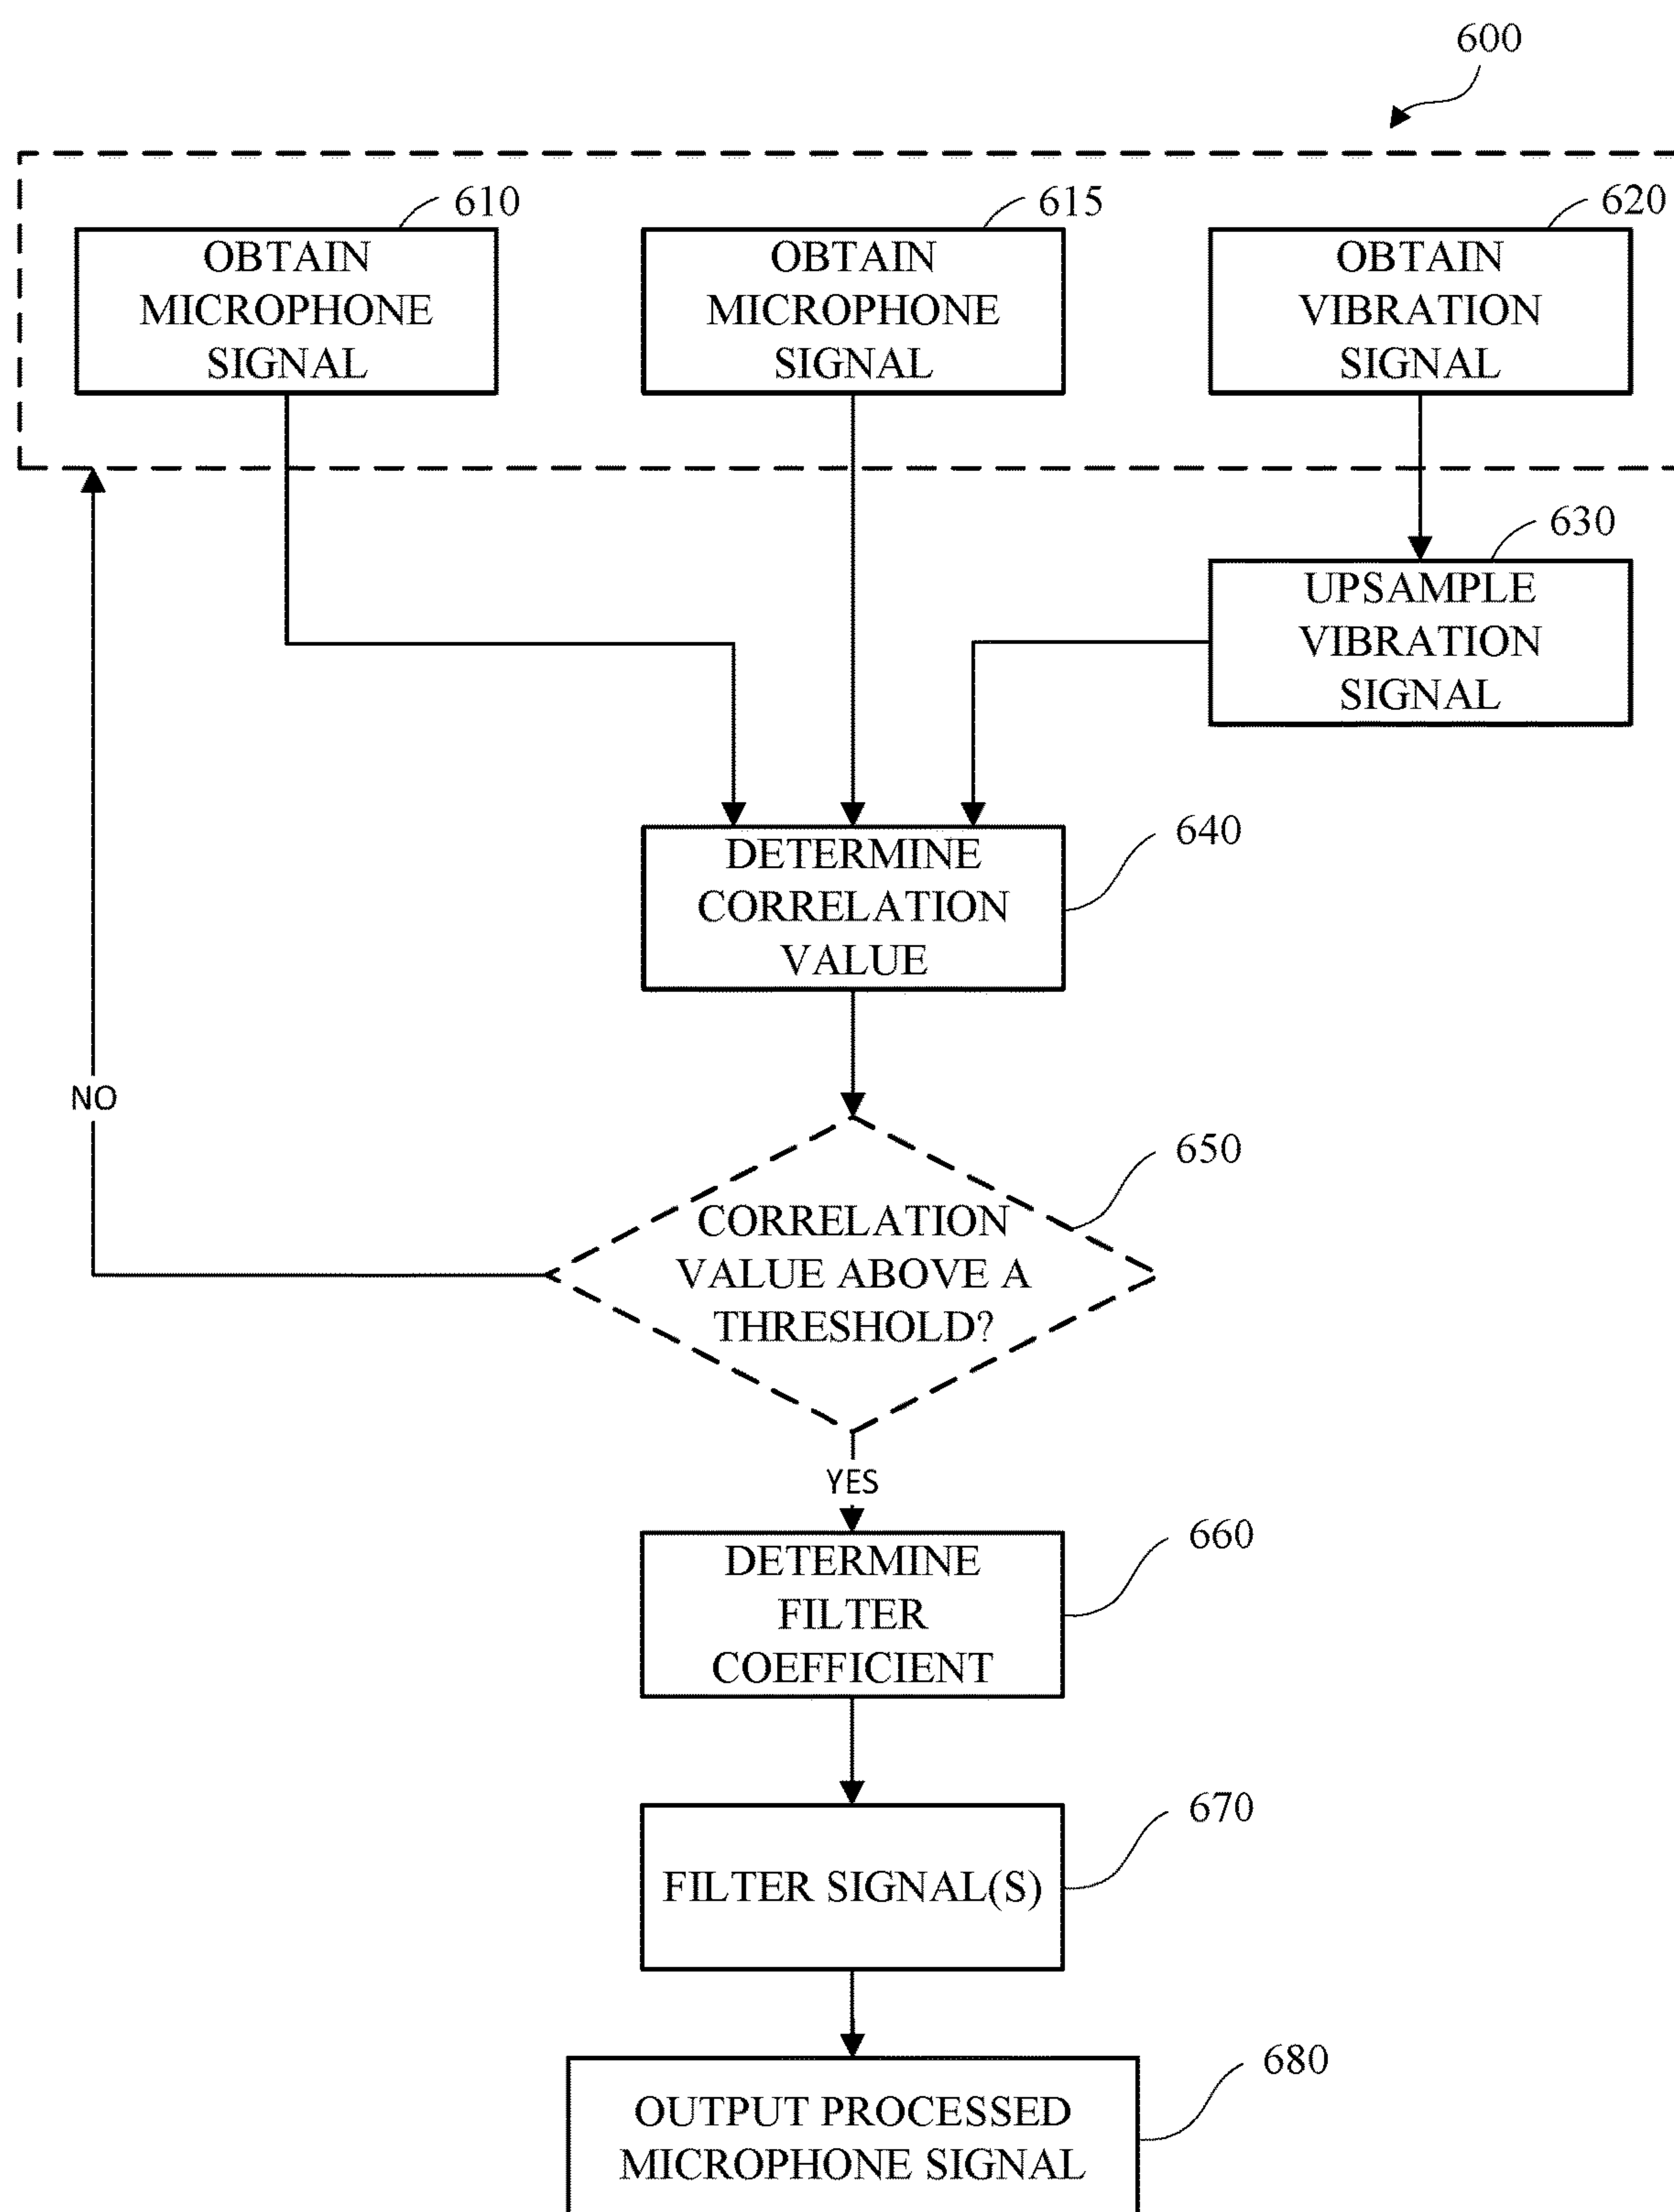 600
610
615
620
OBTAIN
MICROPHONE
SIGNAL
OBTAIN
MICROPHONE
SIGNAL
OBTAIN
VIBRATION
SIGNAL
630
UPSAMPLE
VIBRATION
SIGNAL
640
DETERMINE
CORRELATION
VALUE
NO
650
CORRELATION
VALUE ABOVE A
THRESHOLD?
YES
660
DETERMINE
FILTER
COEFFICIENT
670
FILTER SIGNAL(S)
680
OUTPUT PROCESSED
MICROPHONE SIGNAL